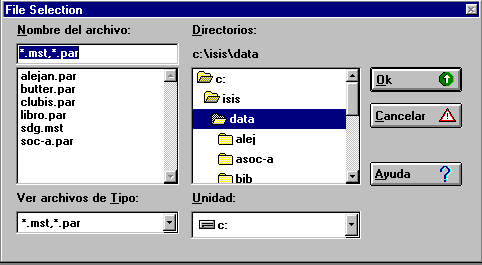 File Selection
Nombre del archivo:
*.mst,*.par
alejan.par
butter.par
clubis.par
libro.par
sdg.mst
soc-a.par
Ver archivos de Tipo:
*.mst,*.par
Directorios:
c:\isis\data
c:
isis
data
alej
asoc-a
bib
Unidad:
c:
Ok
Cancelar
Ayuda
?